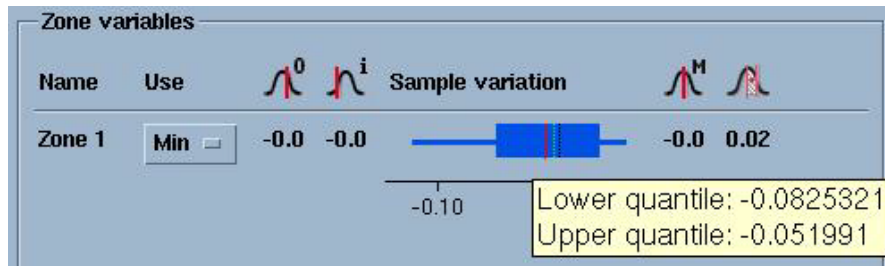 Zone variables
Name Use 0 i Sample variation M
Zone 1 Min -0.0 -0.0 -0.0 0.02
-0.10
Lower quantile: -0.0825321
Upper quantile: -0.051991